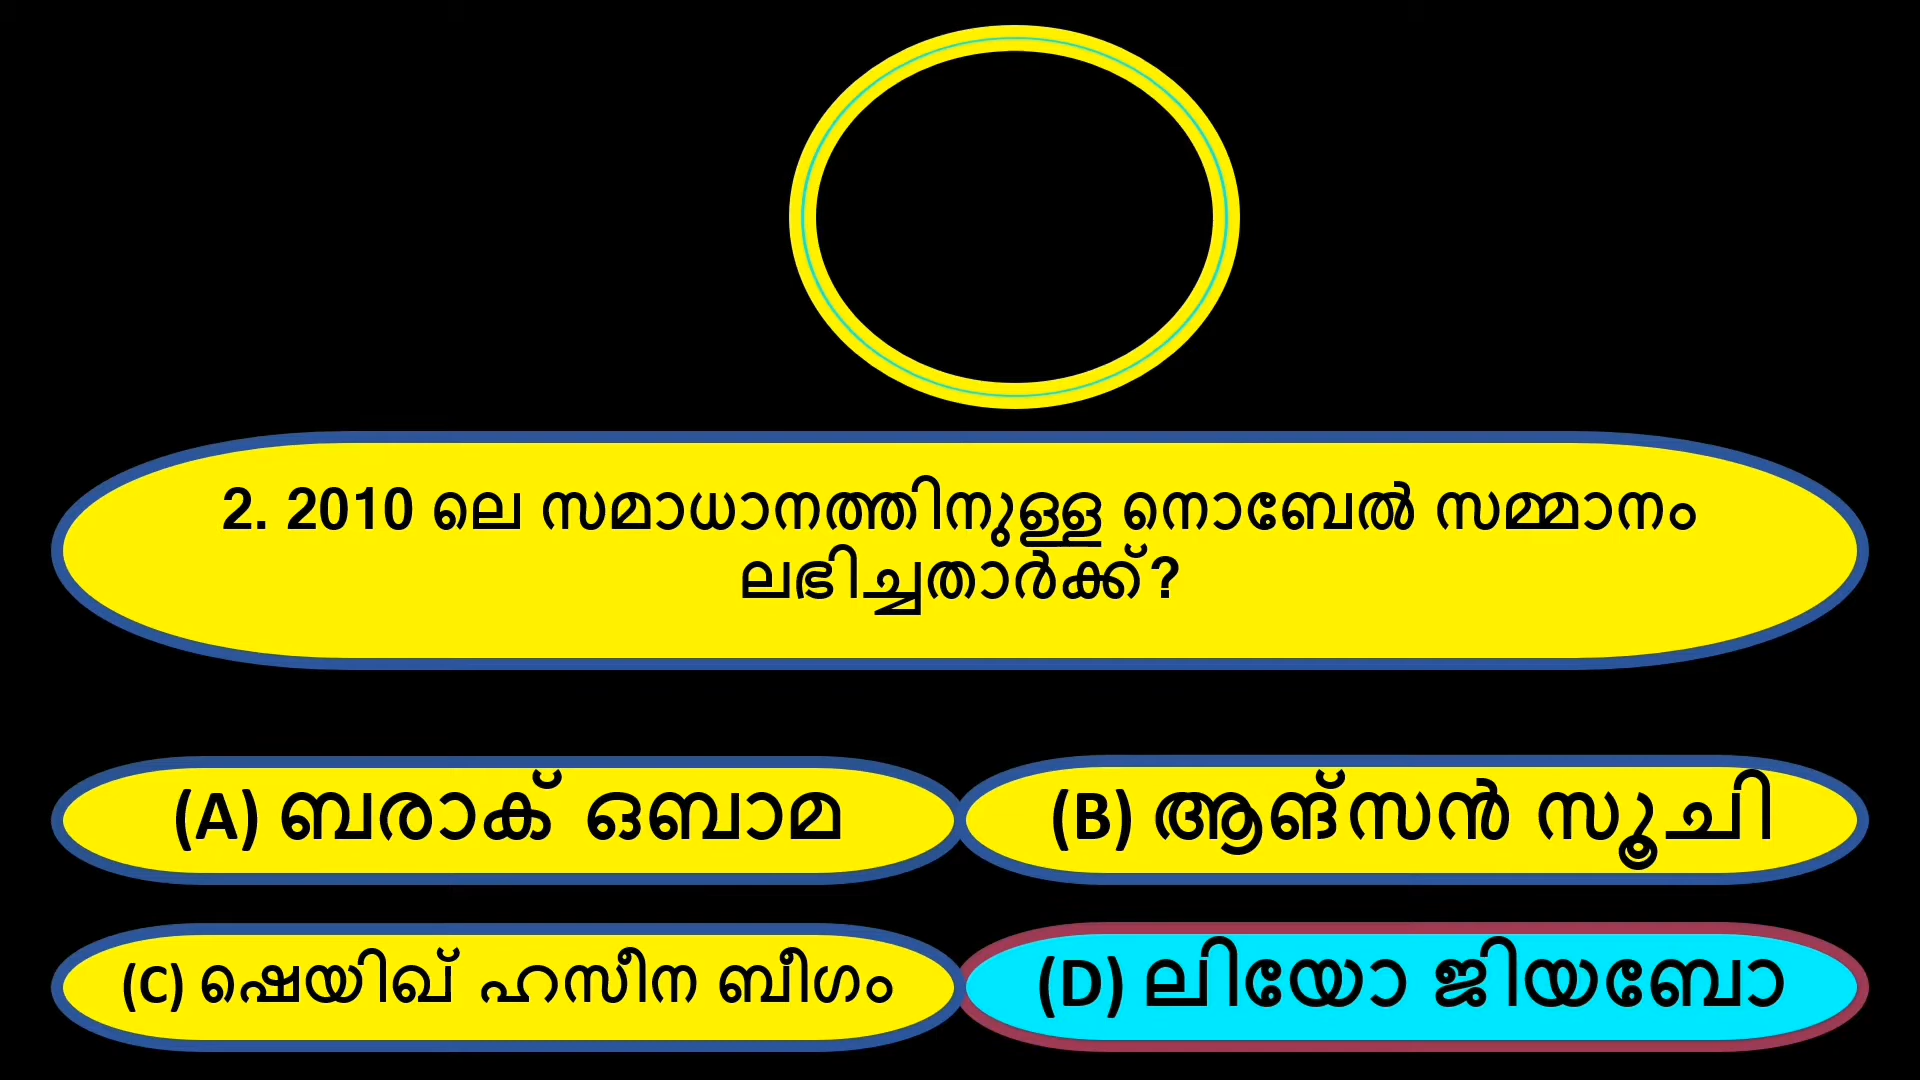 2. 2010 ലെ സമാധാനത്തിനുള്ള നൊബേൽ സമ്മാനം
ലഭിച്ചതാർക്ക്?
(A) ബരാക് ഒബാമ
(B) ആങ്സൻ സൂചി
(C) ഷെയിഖ് ഹസീന ബീഗം
(D) ലിയോ ജിയബോ